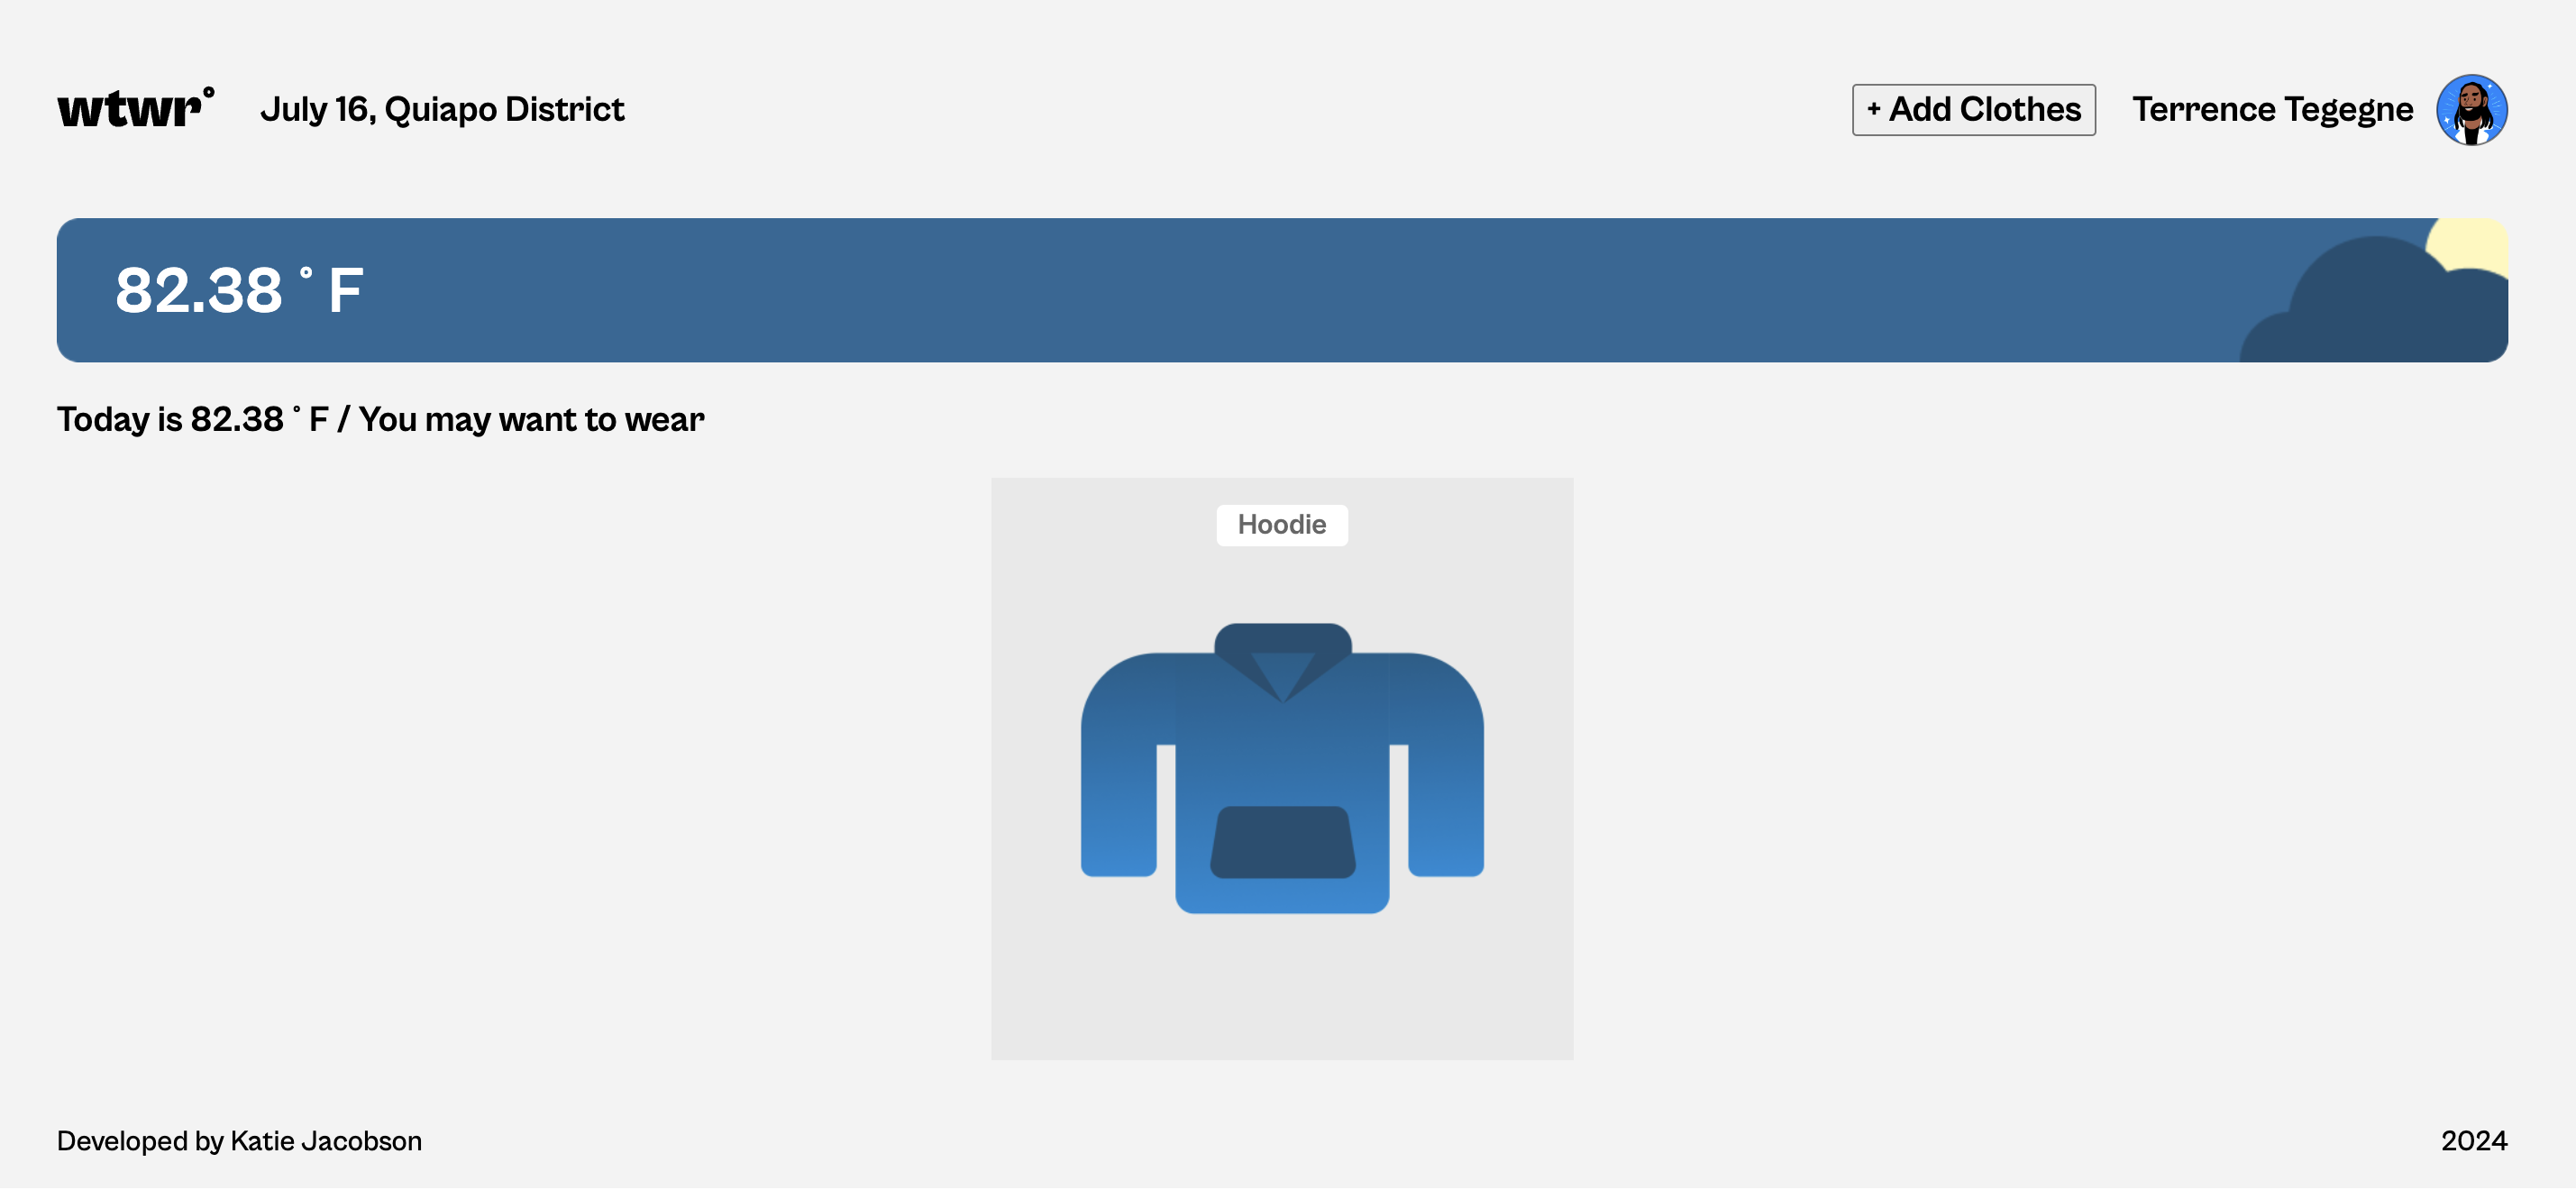 wtwr°
July 16, Quiapo District
+ Add Clothes
Terrence Tegegne
82.38 ° F
Today is 82.38 ° F / You may want to wear
Hoodie
Developed by Katie Jacobson
2024